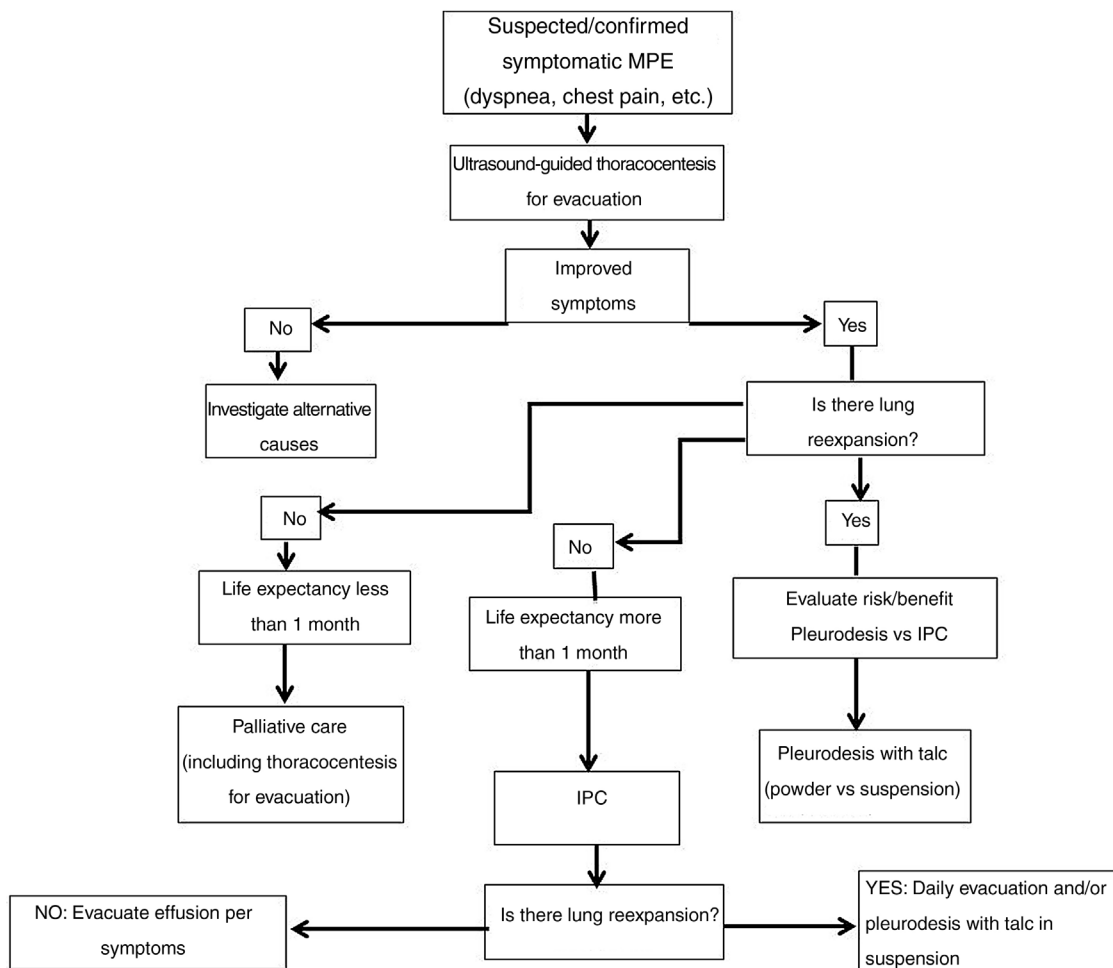 Suspected/confirmed
symptomatic MPE
(dyspnea, chest pain, etc.)
Ultrasound-guided thoracocentesis
for evacuation
Improved
symptoms
No
Yes
Investigate alternative
causes
Is there lung
reexpansion?
No
No
Yes
Life expectancy less
than 1 month
Life expectancy more
than 1 month
Evaluate risk/benefit
Pleurodesis vs IPC
Palliative care
(including thoracocentesis
for evacuation)
IPC
Pleurodesis with talc
(powder vs suspension)
NO: Evacuate effusion per
symptoms
Is there lung reexpansion?
YES: Daily evacuation and/or
pleurodesis with talc in
suspension